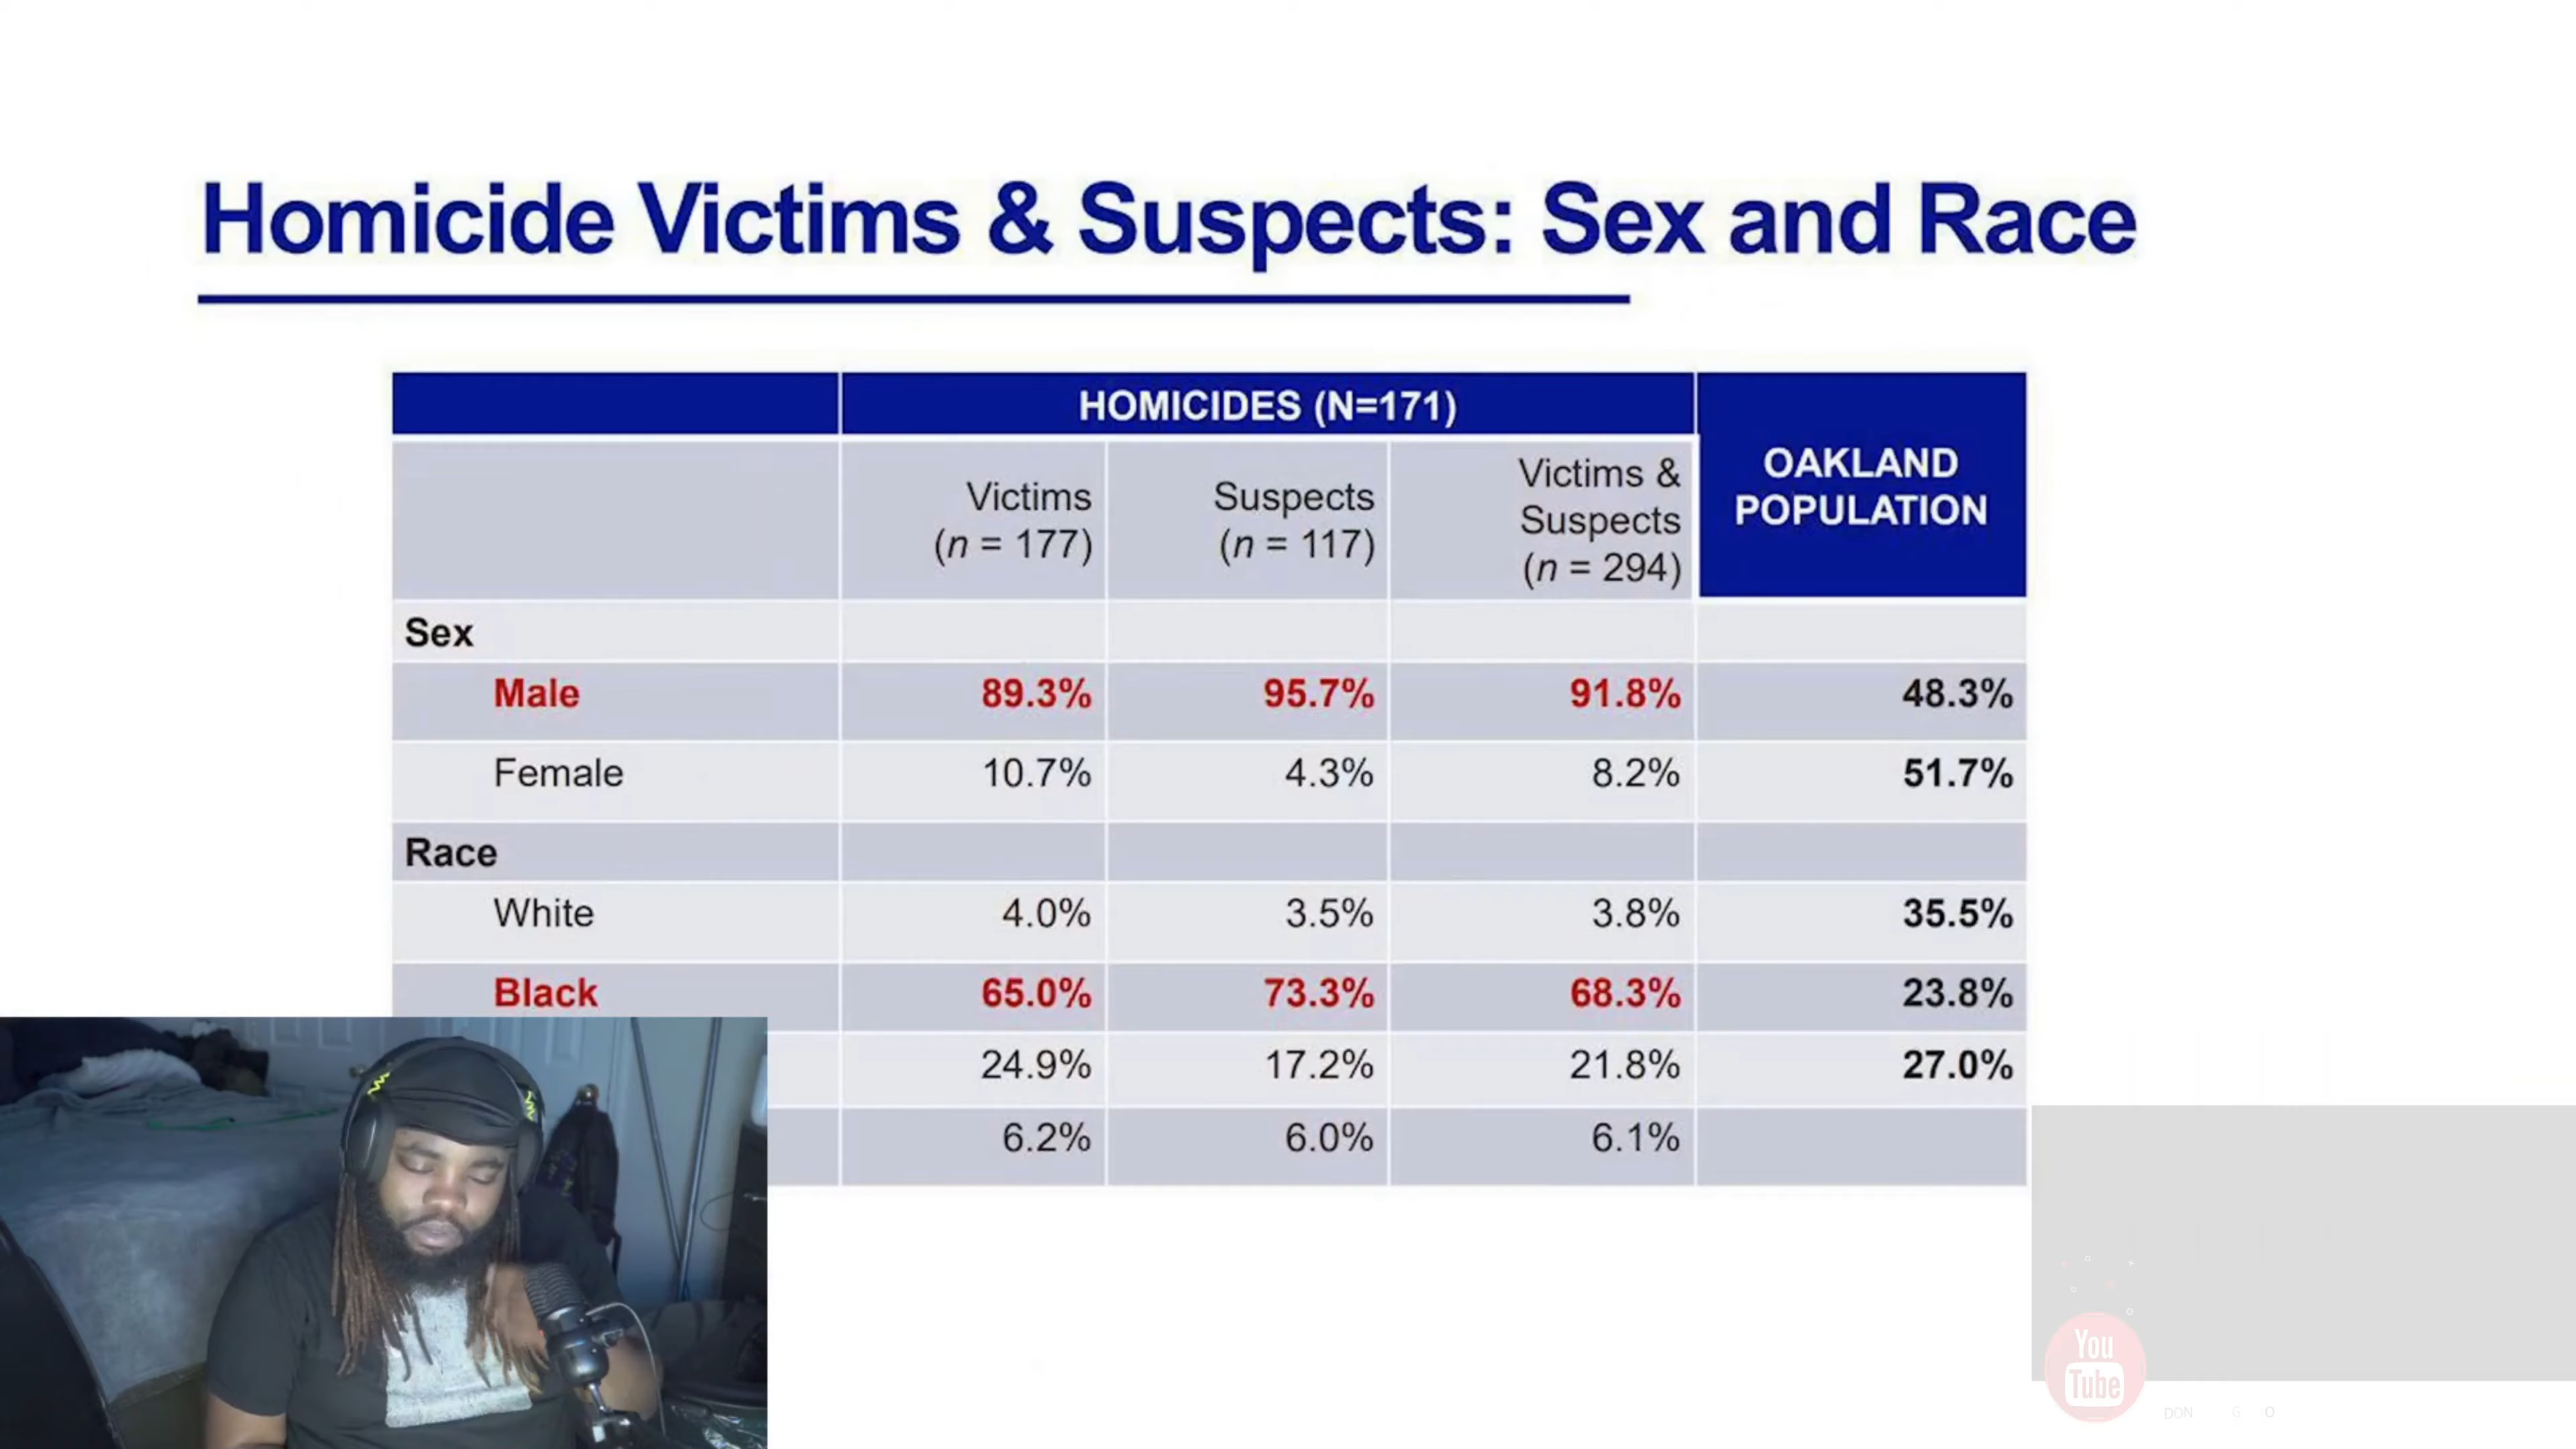 Homicide Victims & Suspects: Sex and Race
HOMICIDES (N=171)
OAKLAND
POPULATION
Victims
(n = 177)
Suspects
(n = 117)
Victims &
Suspects
(n = 294)
Sex
Male 89.3% 95.7% 91.8% 48.3%
Female 10.7% 4.3% 8.2% 51.7%
Race
White 4.0% 3.5% 3.8% 35.5%
Black 65.0% 73.3% 68.3% 23.8%
24.9% 17.2% 21.8% 27.0%
6.2% 6.0% 6.1%
You
Tube